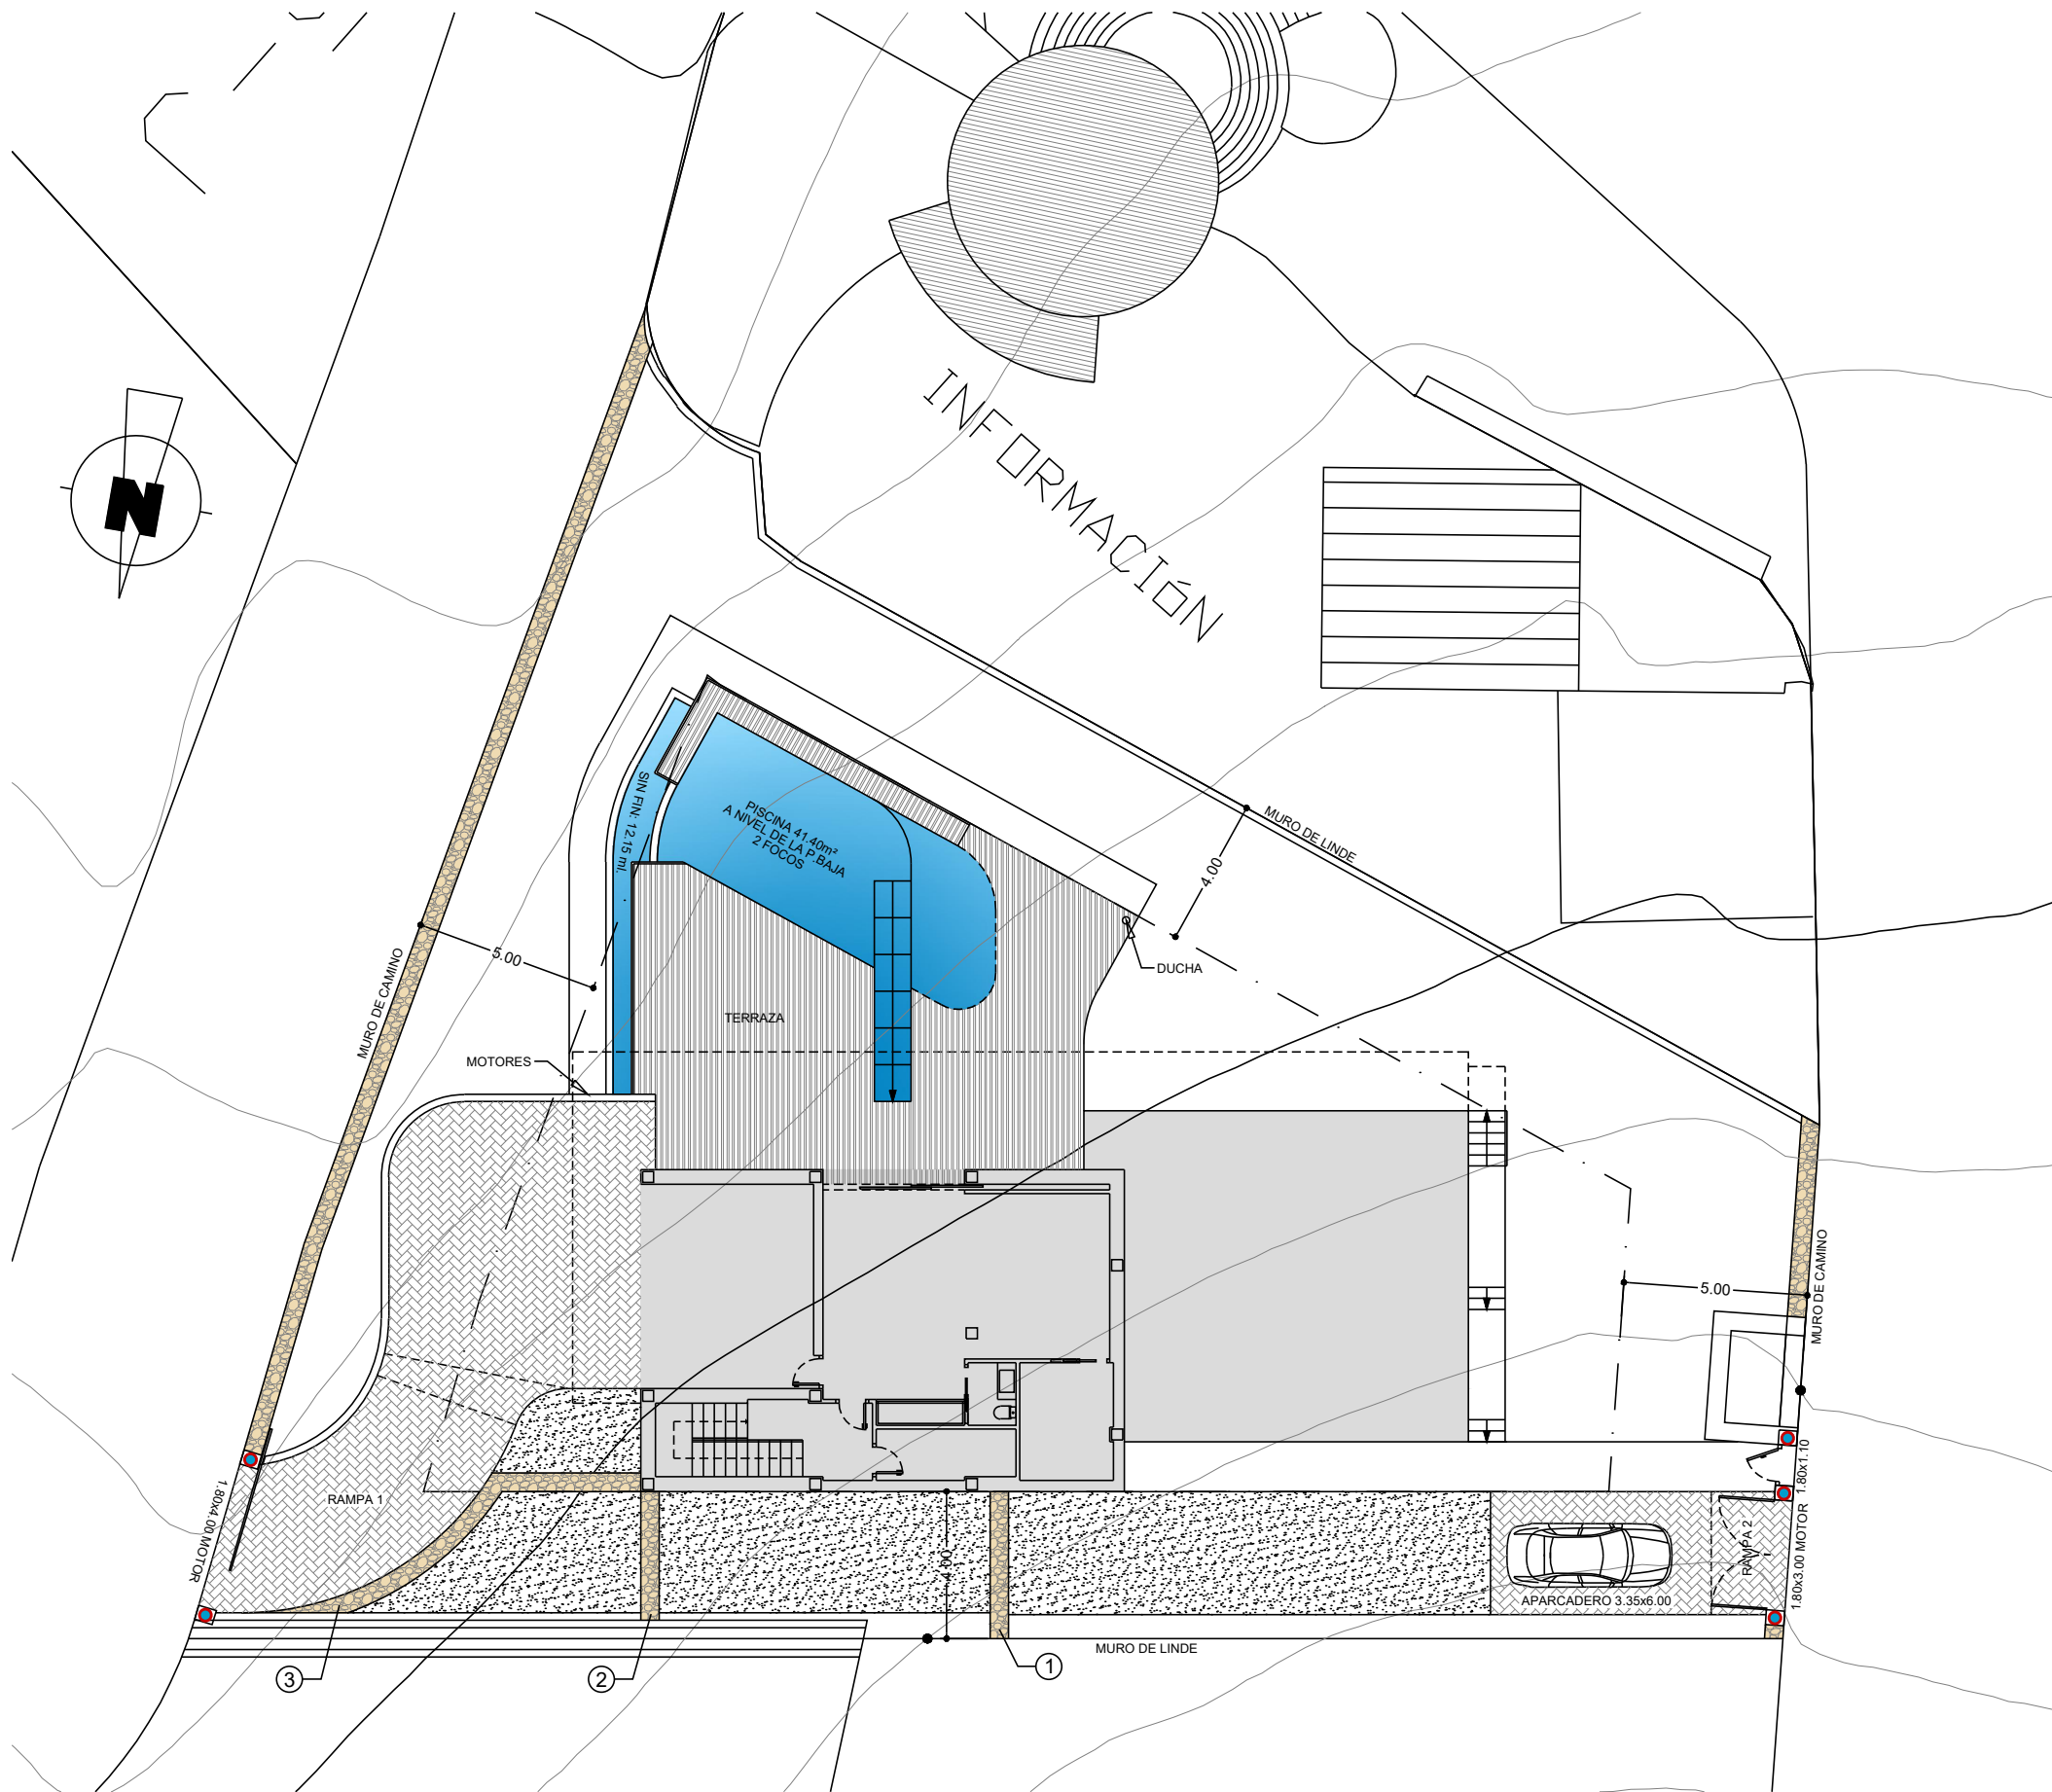 INFORMACIÓN
N
PISCINA 41.40m²
A NIVEL DE LA P.BAJA
2 FOCOS
SIN FIN: 12.15 ml.
MURO DE LINDE
4.00
5.00
MURO DE CAMINO
DUCHA
TERRAZA
MOTORES
5.00
MURO DE CAMINO
RAMPA 1
1.80x4.00 MOTOR
1.80x1.10
1.80x3.00 MOTOR
RAMPA 2
4.00
APARCADERO 3.35x6.00
MURO DE LINDE
3
2
1